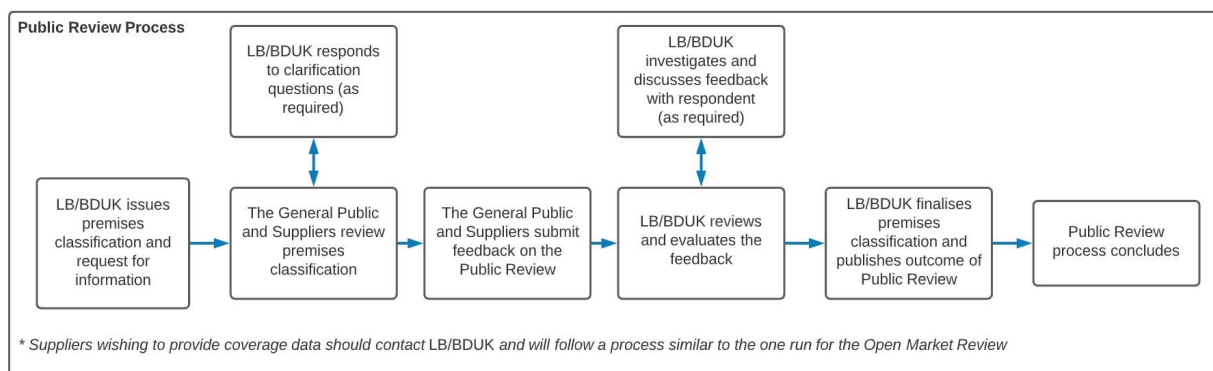 Public Review Process
LB/BDUK responds
to clarification
questions (as
required)
LB/BDUK
investigates and
discusses feedback
with respondent
(as required)
LB/BDUK issues
premises
classification and
request for
information
The General Public
and Suppliers review
premises
classification
The General Public
and Suppliers submit
feedback on the
Public Review
LB/BDUK reviews
and evaluates the
feedback
LB/BDUK finalises
premises
classification and
publishes outcome of
Public Review
Public Review
process concludes
* Suppliers wishing to provide coverage data should contact LB/BDUK and will follow a process similar to the one run for the Open Market Review